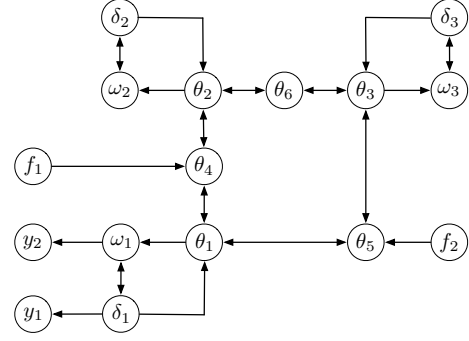 δ₂ δ₃
ω₂ θ₂ θ₆ θ₃ ω₃
f₁ θ₄
y₂ ω₁ θ₁ θ₅ f₂
y₁ δ₁